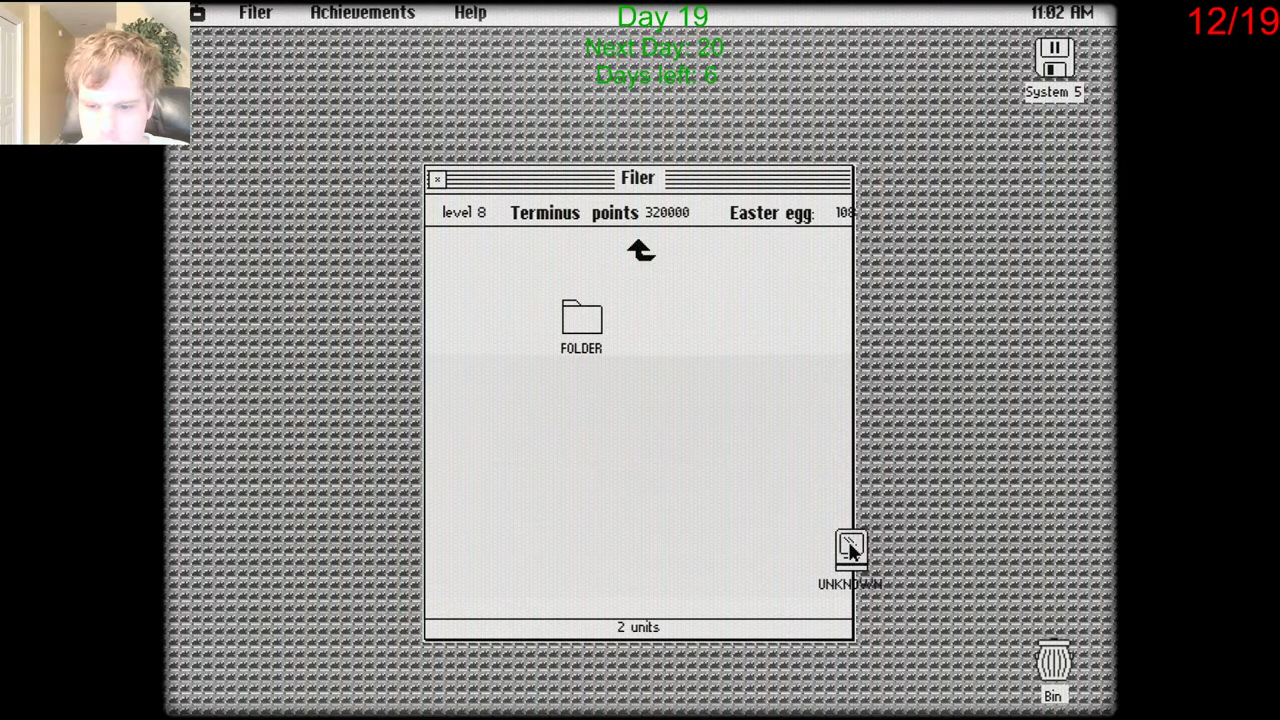 Filer Achievements Help 11:02 AM
Day 19
Next Day: 20
Days left: 6
12/19
System 5
Filer
level 8 Terminus points 320000 Easter egg: 108
FOLDER
UNKNOWN
2 units
Bin